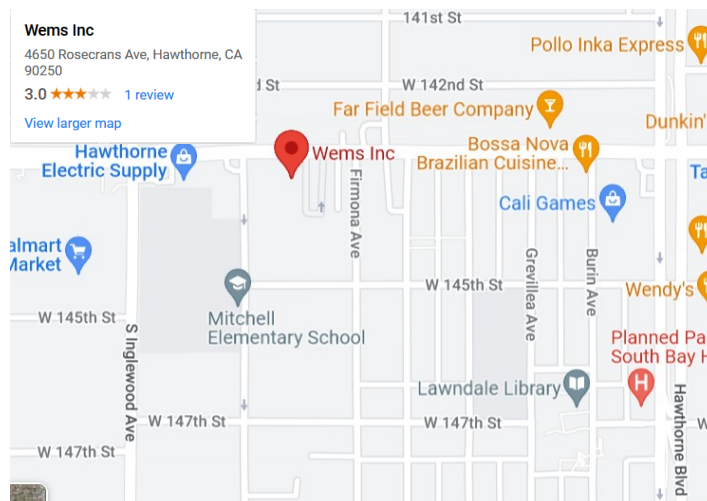 Wems Inc
4650 Rosecrans Ave, Hawthorne, CA
90250
3.0
1 review
View larger map
141st St
Pollo Inka Express
d St
W 142nd St
Far Field Beer Company
Dunkin'
Hawthorne
Electric Supply
Wems Inc
Bossa Nova
Brazilian Cuisine...
Ta
Firmona Ave
Cali Games
almart
Market
Grevillea Ave
Burin Ave
W 145th St
Wendy's
W 145th St
Mitchell
Elementary School
S Inglewood Ave
Planned Pa
South Bay H
H
Lawndale Library
Hawthorne Blvd
W 147th St
W 147th St
W
W 147th St